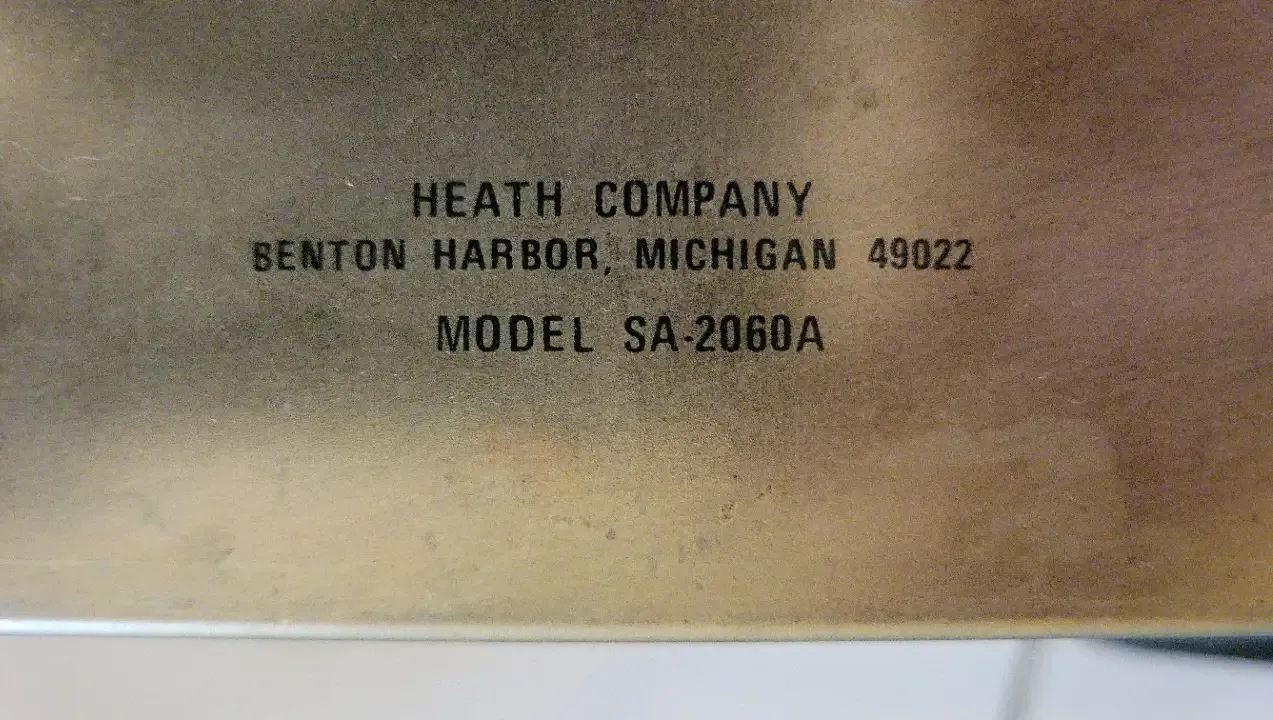 HEATH COMPANY
BENTON HARBOR, MICHIGAN 49022
MODEL SA-2060A